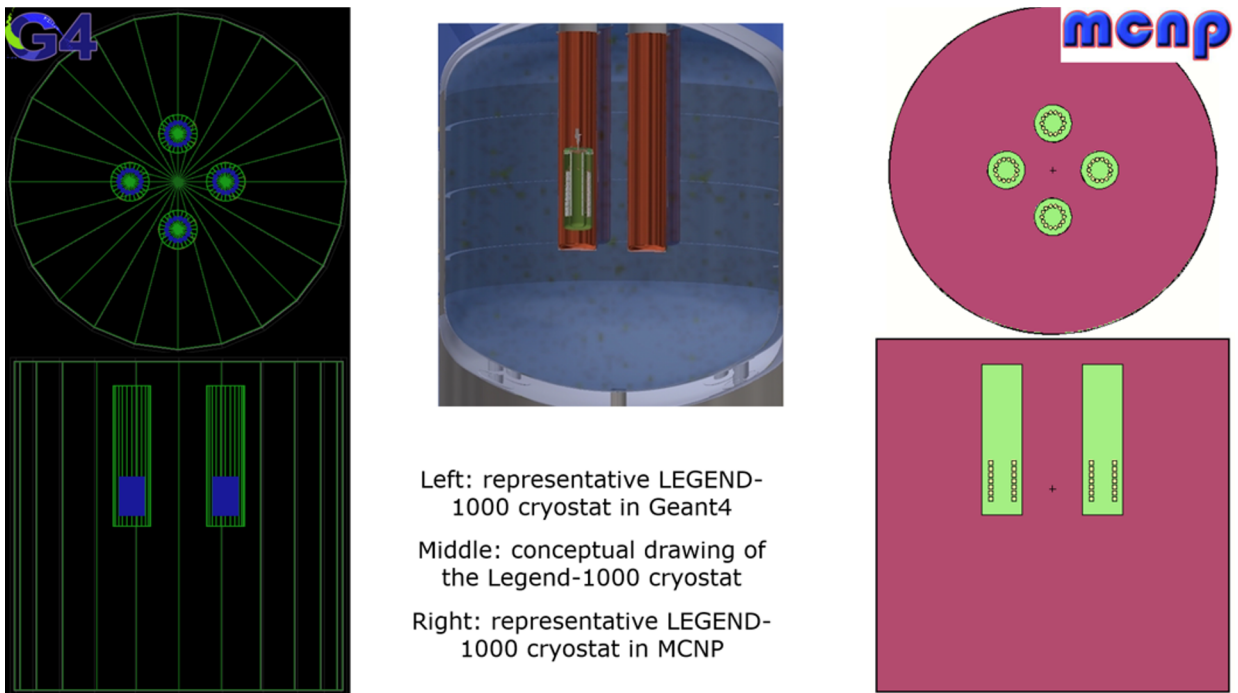 G4
mcnp
Left: representative LEGEND-
1000 cryostat in Geant4
Middle: conceptual drawing of
the Legend-1000 cryostat
Right: representative LEGEND-
1000 cryostat in MCNP